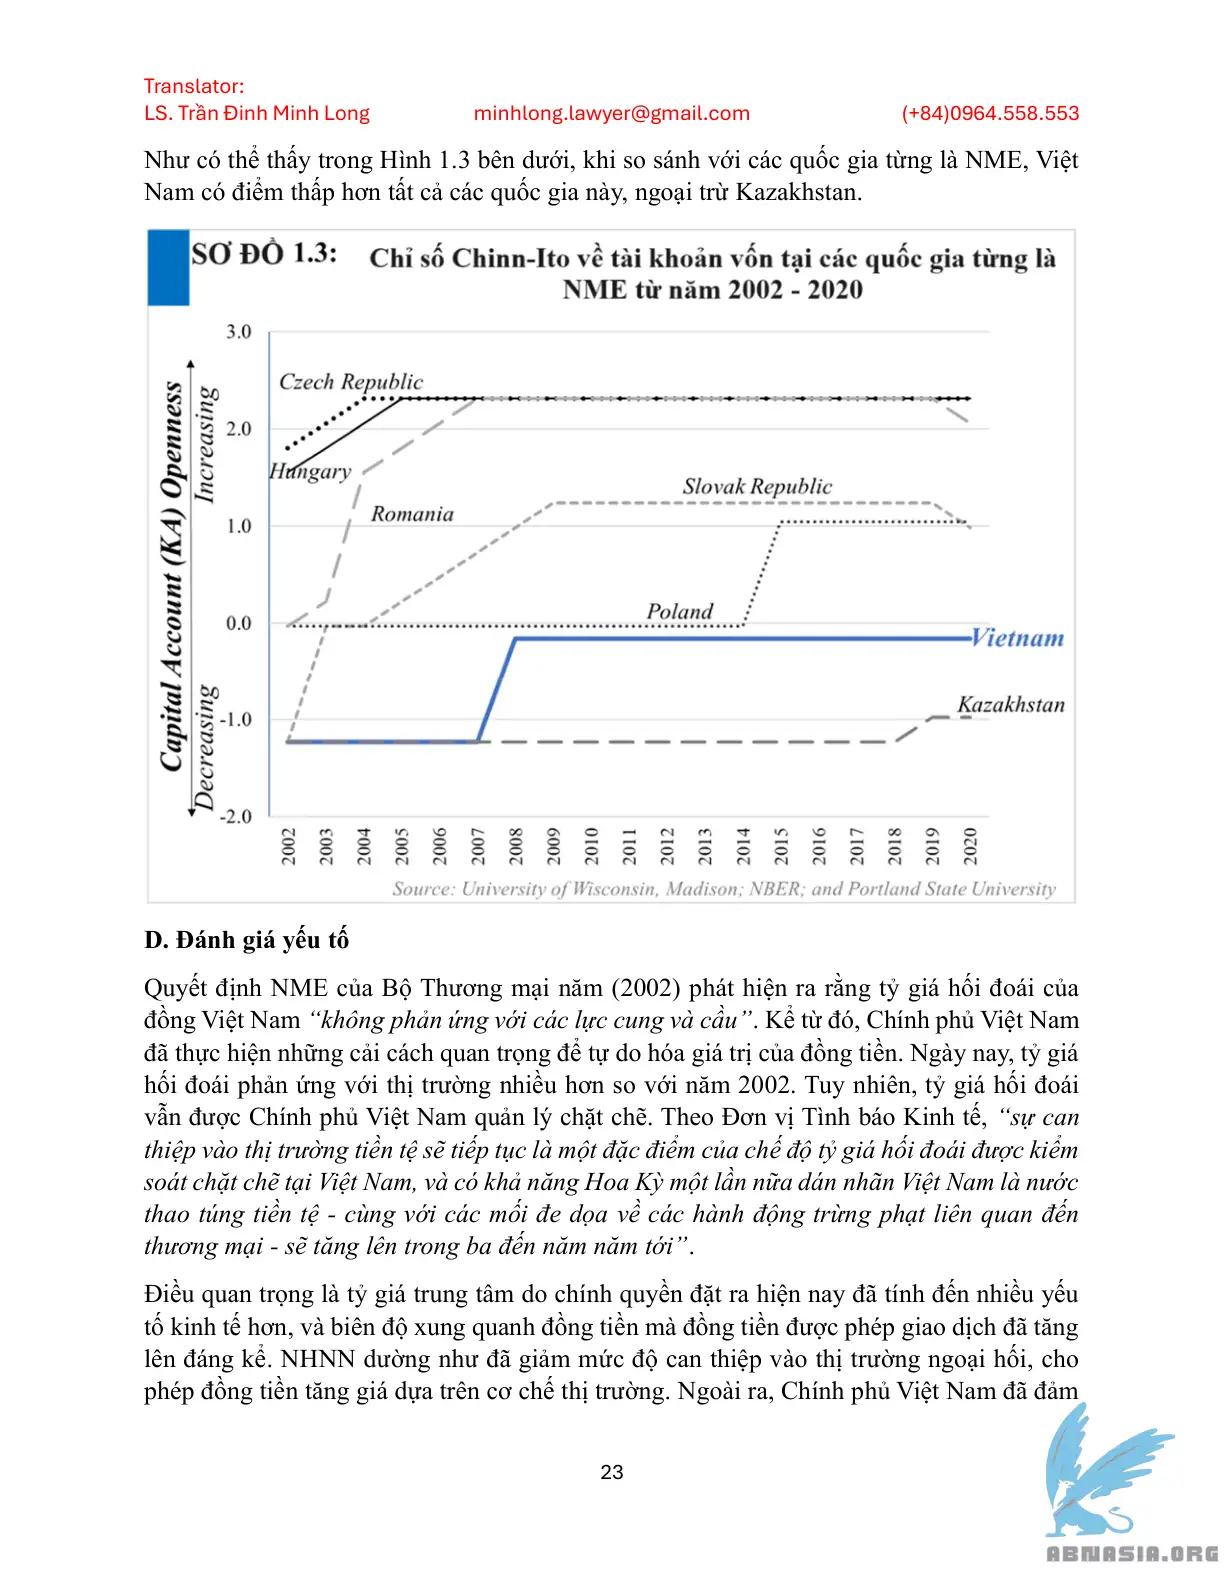 Translator:
LS. Trần Đinh Minh Long minhlong.lawyer@gmail.com (+84)0964.558.553
Như có thể thấy trong Hình 1.3 bên dưới, khi so sánh với các quốc gia từng là NME, Việt
Nam có điểm thấp hơn tất cả các quốc gia này, ngoại trừ Kazakhstan.
SƠ ĐỒ 1.3: Chỉ số Chinn-Ito về tài khoản vốn tại các quốc gia từng là
NME từ năm 2002 - 2020
Capital Account (KA) Openness
Increasing
Decreasing
3.0
2.0
1.0
0.0
-1.0
-2.0
Czech Republic
Hungary
Romania
Slovak Republic
Poland
Vietnam
Kazakhstan
2002 2003 2004 2005 2006 2007 2008 2009 2010 2011 2012 2013 2014 2015 2016 2017 2018 2019 2020
Source: University of Wisconsin, Madison; NBER; and Portland State University
D. Đánh giá yếu tố
Quyết định NME của Bộ Thương mại năm (2002) phát hiện ra rằng tỷ giá hối đoái của
đồng Việt Nam “không phản ứng với các lực cung và cầu”. Kể từ đó, Chính phủ Việt Nam
đã thực hiện những cải cách quan trọng để tự do hóa giá trị của đồng tiền. Ngày nay, tỷ giá
hối đoái phản ứng với thị trường nhiều hơn so với năm 2002. Tuy nhiên, tỷ giá hối đoái
vẫn được Chính phủ Việt Nam quản lý chặt chẽ. Theo Đơn vị Tình báo Kinh tế, “sự can
thiệp vào thị trường tiền tệ sẽ tiếp tục là một đặc điểm của chế độ tỷ giá hối đoái được kiểm
soát chặt chẽ tại Việt Nam, và có khả năng Hoa Kỳ một lần nữa dán nhãn Việt Nam là nước
thao túng tiền tệ - cùng với các mối đe dọa về các hành động trừng phạt liên quan đến
thương mại - sẽ tăng lên trong ba đến năm năm tới”.
Điều quan trọng là tỷ giá trung tâm do chính quyền đặt ra hiện nay đã tính đến nhiều yếu
tố kinh tế hơn, và biên độ xung quanh đồng tiền mà đồng tiền được phép giao dịch đã tăng
lên đáng kể. NHNN dường như đã giảm mức độ can thiệp vào thị trường ngoại hối, cho
phép đồng tiền tăng giá dựa trên cơ chế thị trường. Ngoài ra, Chính phủ Việt Nam đã đảm
23
ABNASIA.ORG